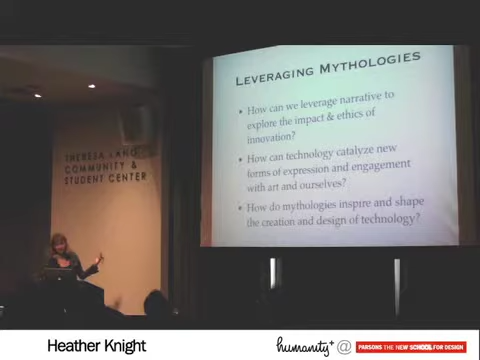 LEVERAGING MYTHOLOGIES
• How can we leverage narrative to
explore the impact & ethics of
innovation?
• How can technology catalyze new
forms of expression and engagement
with art and ourselves?
• How do mythologies inspire and shape
the creation and design of technology?
THERESA LANG
COMMUNITY &
STUDENT CENTER
Heather Knight
humanity+ @ PARSONS THE NEW SCHOOL FOR DESIGN